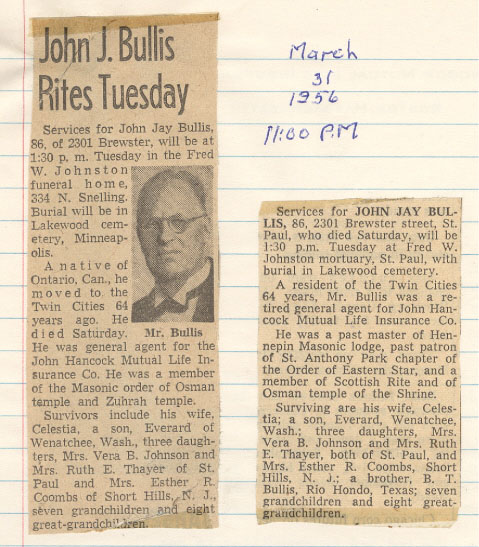 John J. Bullis
Rites Tuesday
Services for John Jay Bullis,
86, of 2301 Brewster, will be at
1:30 p. m. Tuesday in the Fred
W. Johnston
funeral home,
334 N. Snelling.
Burial will be in
Lakewood cem-
etery, Minneap-
olis.
A native of
Ontario, Can., he
moved to the
Twin Cities 64
years ago. He
died Saturday.
Mr. Bullis
He was general agent for the
John Hancock Mutual Life In-
surance Co. He was a member
of the Masonic order of Osman
temple and Zuhrah temple.
Survivors include his wife,
Celestia, a son, Everard of
Wenatchee, Wash., three daugh-
ters, Mrs. Vera B. Johnson and
Mrs. Ruth E. Thayer of St.
Paul and Mrs. Esther R.
Coombs of Short Hills, N. J.,
seven grandchildren and eight
great-grandchildren.
March
31
1956
11:00 P.M
Services for JOHN JAY BUL-
LIS, 86, 2301 Brewster street, St.
Paul, who died Saturday, will be
1:30 p.m. Tuesday at Fred W.
Johnston mortuary, St. Paul, with
burial in Lakewood cemetery.
A resident of the Twin Cities
64 years, Mr. Bullis was a re-
tired general agent for John Han-
cock Mutual Life Insurance Co.
He was a past master of Hen-
nepin Masonic lodge, past patron
of St. Anthony Park chapter of
the Order of Eastern Star, and a
member of Scottish Rite and of
Osman temple of the Shrine.
Surviving are his wife, Celes-
tia; a son, Everard, Wenatchee,
Wash.; three daughters, Mrs.
Vera B. Johnson and Mrs. Ruth
E. Thayer, both of St. Paul, and
Mrs. Esther R. Coombs, Short
Hills, N. J.; a brother, B. T.
Bullis, Rio Hondo, Texas; seven
grandchildren and eight great-
grandchildren.